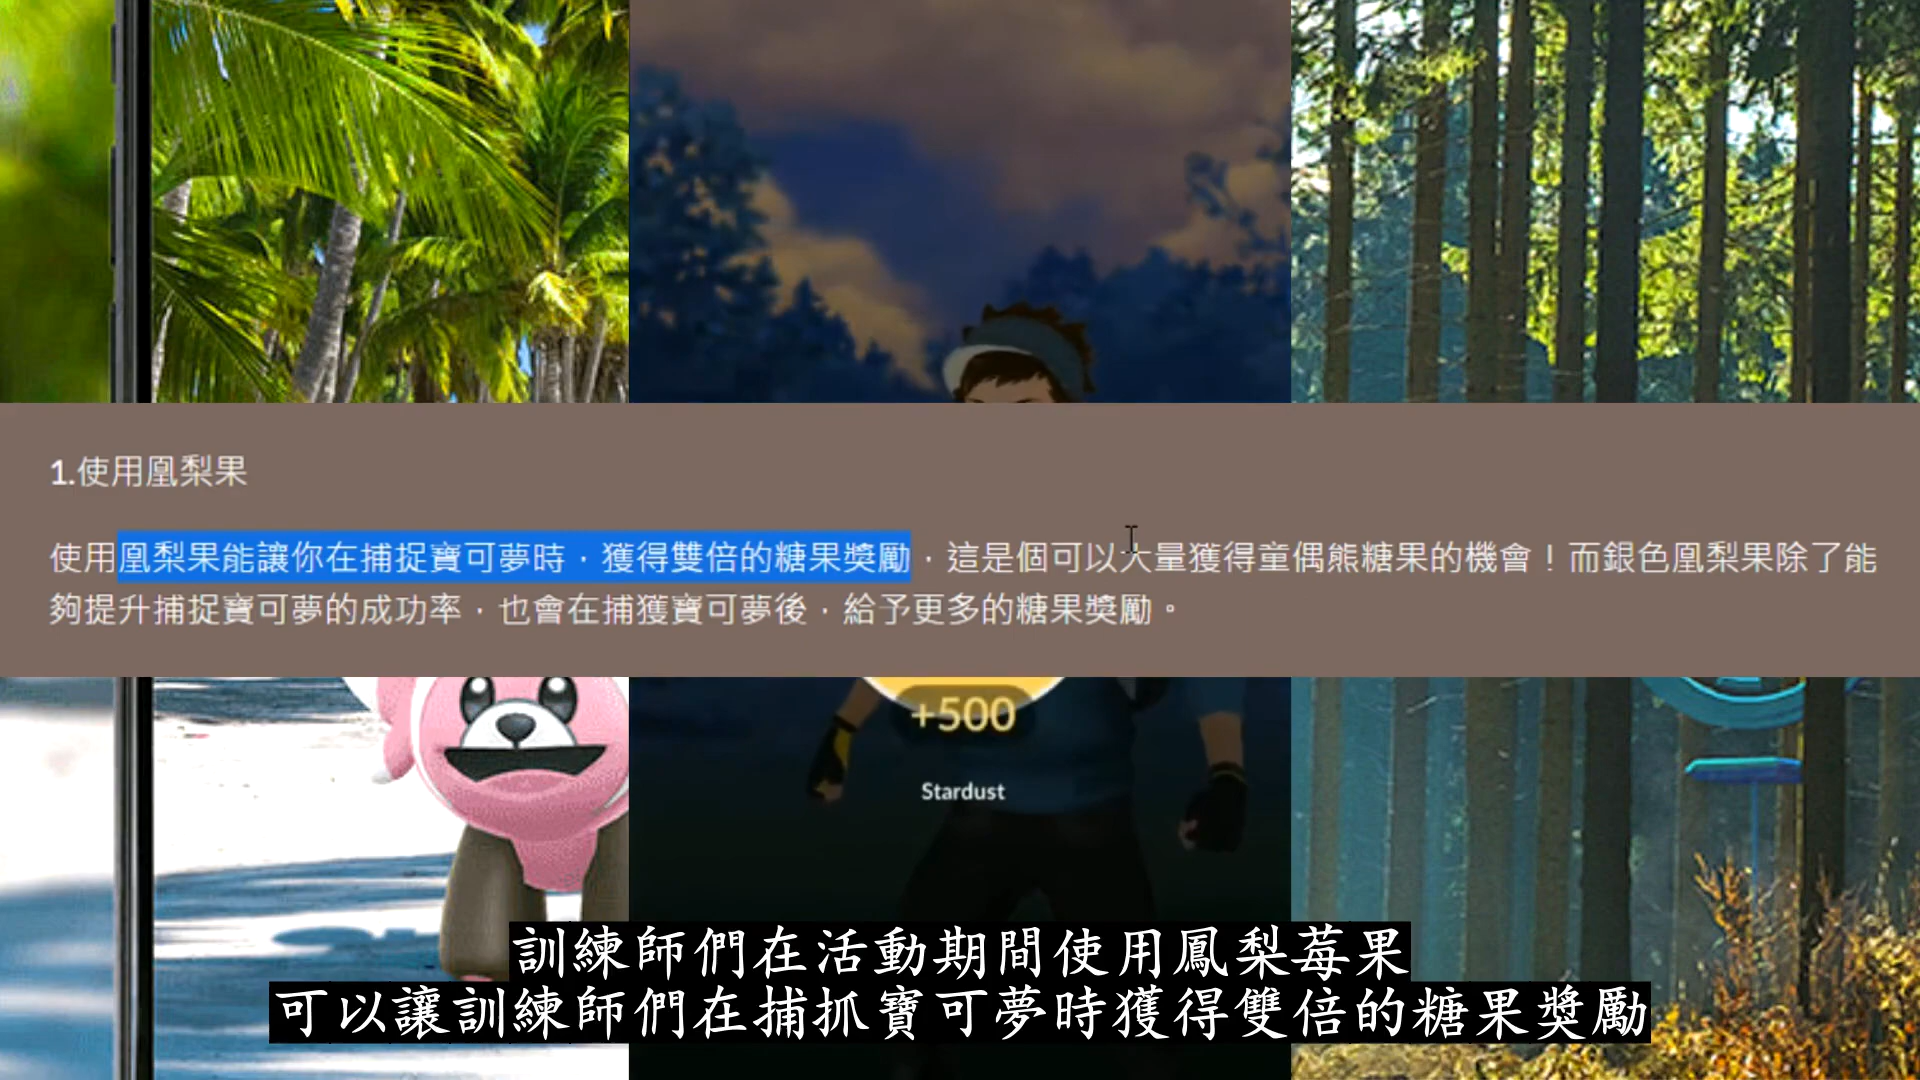 1.使用凰梨果
使用凰梨果能讓你在捕捉寶可夢時，獲得雙倍的糖果獎勵，這是個可以大量獲得童偶熊糖果的機會！而銀色凰梨果除了能
夠提升捕捉寶可夢的成功率，也會在捕獲寶可夢後，給予更多的糖果獎勵。
+500
Stardust
訓練師們在活動期間使用鳳梨莓果
可以讓訓練師們在捕抓寶可夢時獲得雙倍的糖果獎勵